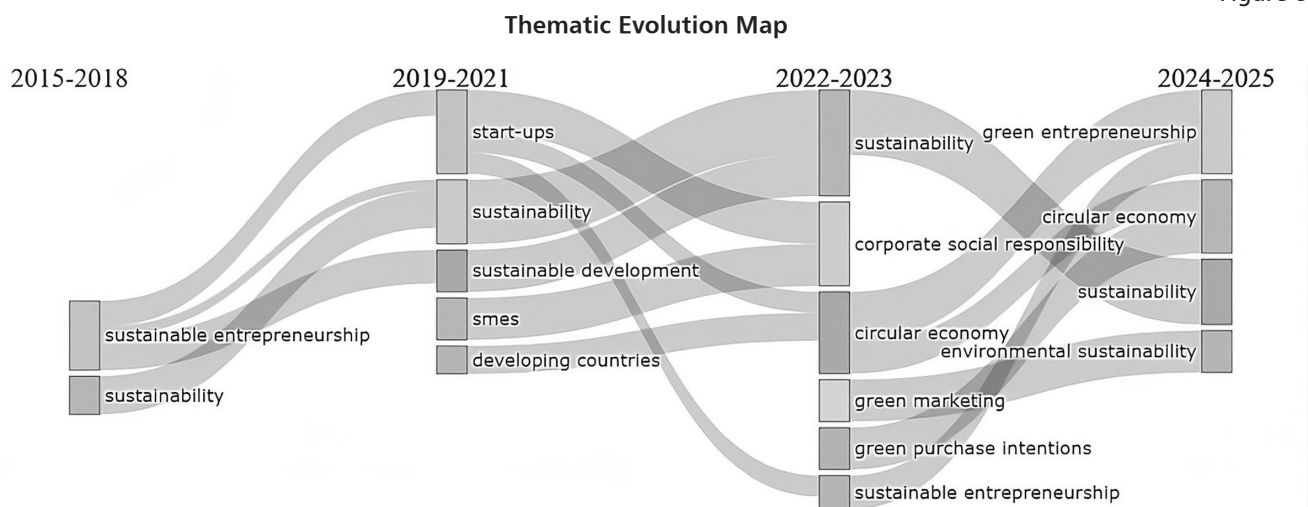 Thematic Evolution Map
2015-2018
2019-2021
2022-2023
2024-2025
sustainable entrepreneurship
sustainability
start-ups
sustainability
sustainable development
smes
developing countries
sustainability
corporate social responsibility
circular economy
green marketing
green purchase intentions
sustainable entrepreneurship
green entrepreneurship
circular economy
sustainability
environmental sustainability